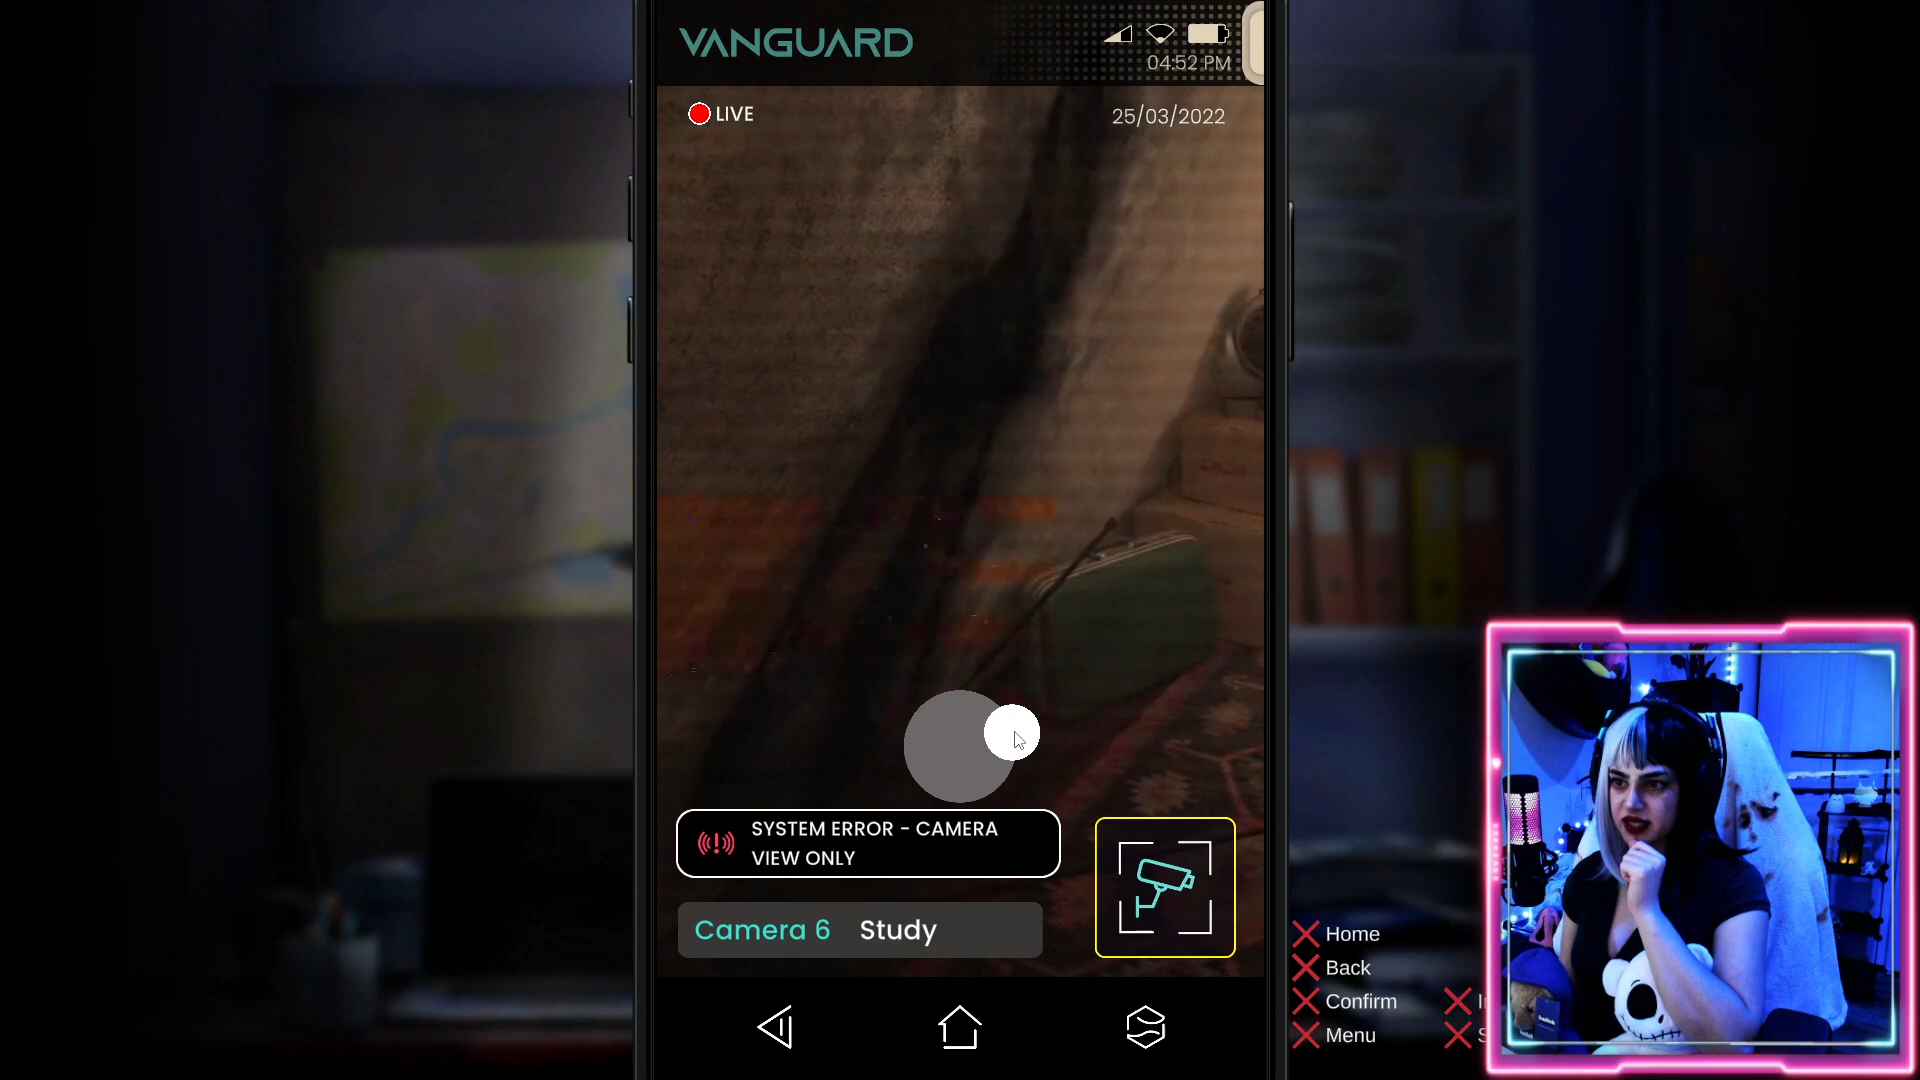 VANGUARD
04:52 PM
LIVE
25/03/2022
SYSTEM ERROR - CAMERA
VIEW ONLY
Camera 6 Study
Home
Back
Confirm
Menu